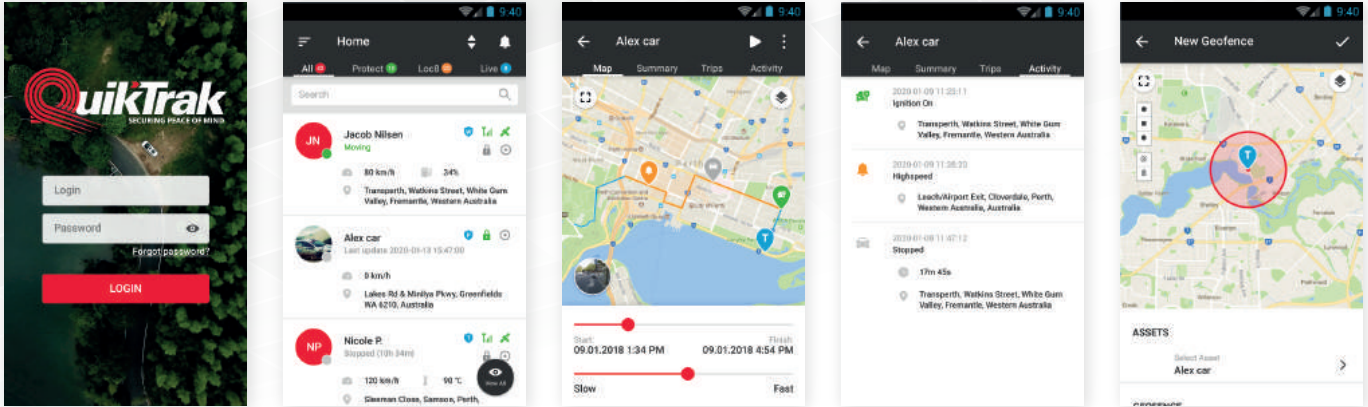 QuikTrak
SECURING PEACE OF MIND
Login
Password
Forgot password?
LOGIN
9:40
Home
All
Protect
Loc8
Live
Search
JN
Jacob Nilsen
Moving
80 km/h
34%
Transperth, Watkins Street, White Gum
Valley, Fremantle, Western Australia
Alex car
Last update 2020-01-13 15:47:00
0 km/h
Lakes Rd & Minilya Pkwy, Greenfields
WA 6210, Australia
NP
Nicole P.
Stopped (10h 34m)
120 km/h
90 °C
View All
Sleeman Close, Samson, Perth,
9:40
Alex car
Map
Summary
Trips
Activity
T
Start:
Finish:
09.01.2018 1:34 PM
09.01.2018 4:54 PM
Slow
Fast
9:40
Alex car
Map
Summary
Trips
Activity
2020-01-09 11:23:11
Ignition On
Transperth, Watkins Street, White Gum
Valley, Fremantle, Western Australia
2020-01-09 11:26:20
Highspeed
Leach/Airport Exit, Cloverdale, Perth,
Western Australia, Australia
2020-01-09 11:47:12
Stopped
17m 45s
Transperth, Watkins Street, White Gum
Valley, Fremantle, Western Australia
9:40
New Geofence
T
ASSETS
Select Asset
Alex car
GEOFENCE